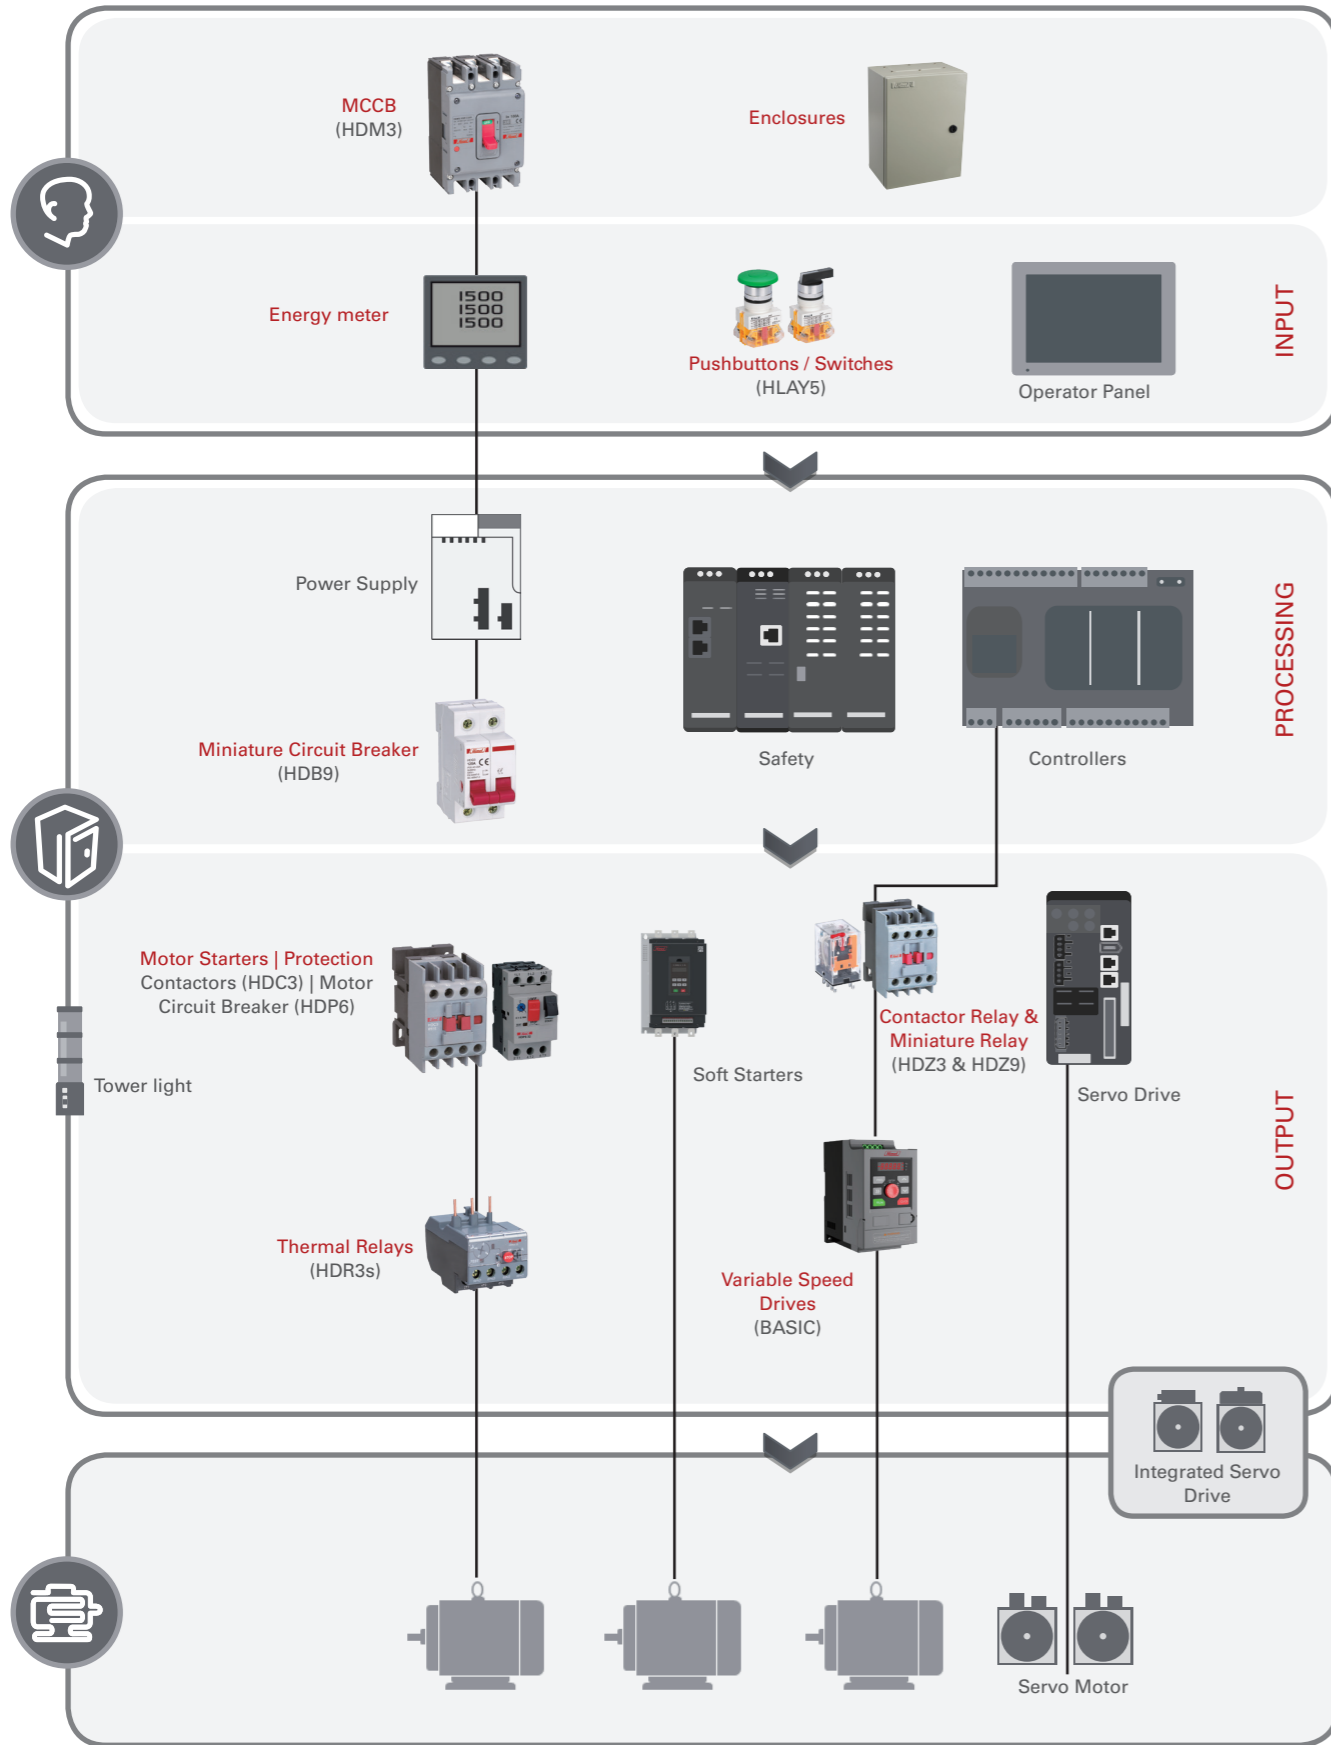 MCCB
(HDM3)
Enclosures
Energy meter
1500
1500
1500
Pushbuttons / Switches
(HLAY5)
Operator Panel
INPUT
Power Supply
Miniature Circuit Breaker
(HDB9)
Safety
Controllers
PROCESSING
Motor Starters | Protection
Contactors (HDC3) | Motor
Circuit Breaker (HDP6)
Tower light
Soft Starters
Contactor Relay &
Miniature Relay
(HDZ3 & HDZ9)
Servo Drive
OUTPUT
Thermal Relays
(HDR3s)
Variable Speed
Drives
(BASIC)
Integrated Servo
Drive
Servo Motor